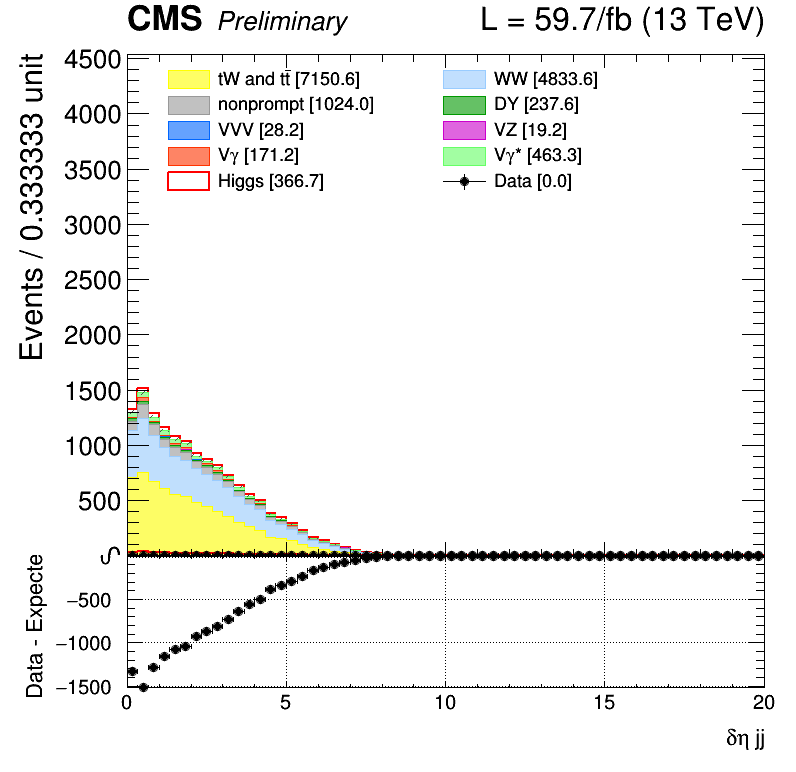 CMS Preliminary L = 59.7/fb (13 TeV)
Events / 0.333333 unit
4500
4000
3500
3000
2500
2000
1500
1000
500
0
tW and tt̄ [7150.6] WW [4833.6]
nonprompt [1024.0] DY [237.6]
VVV [28.2] VZ [19.2]
Vγ [171.2] Vγ* [463.3]
Higgs [366.7] Data [0.0]
Data - Expecte
−500
−1000
−1500
0 5 10 15 20
δη jj